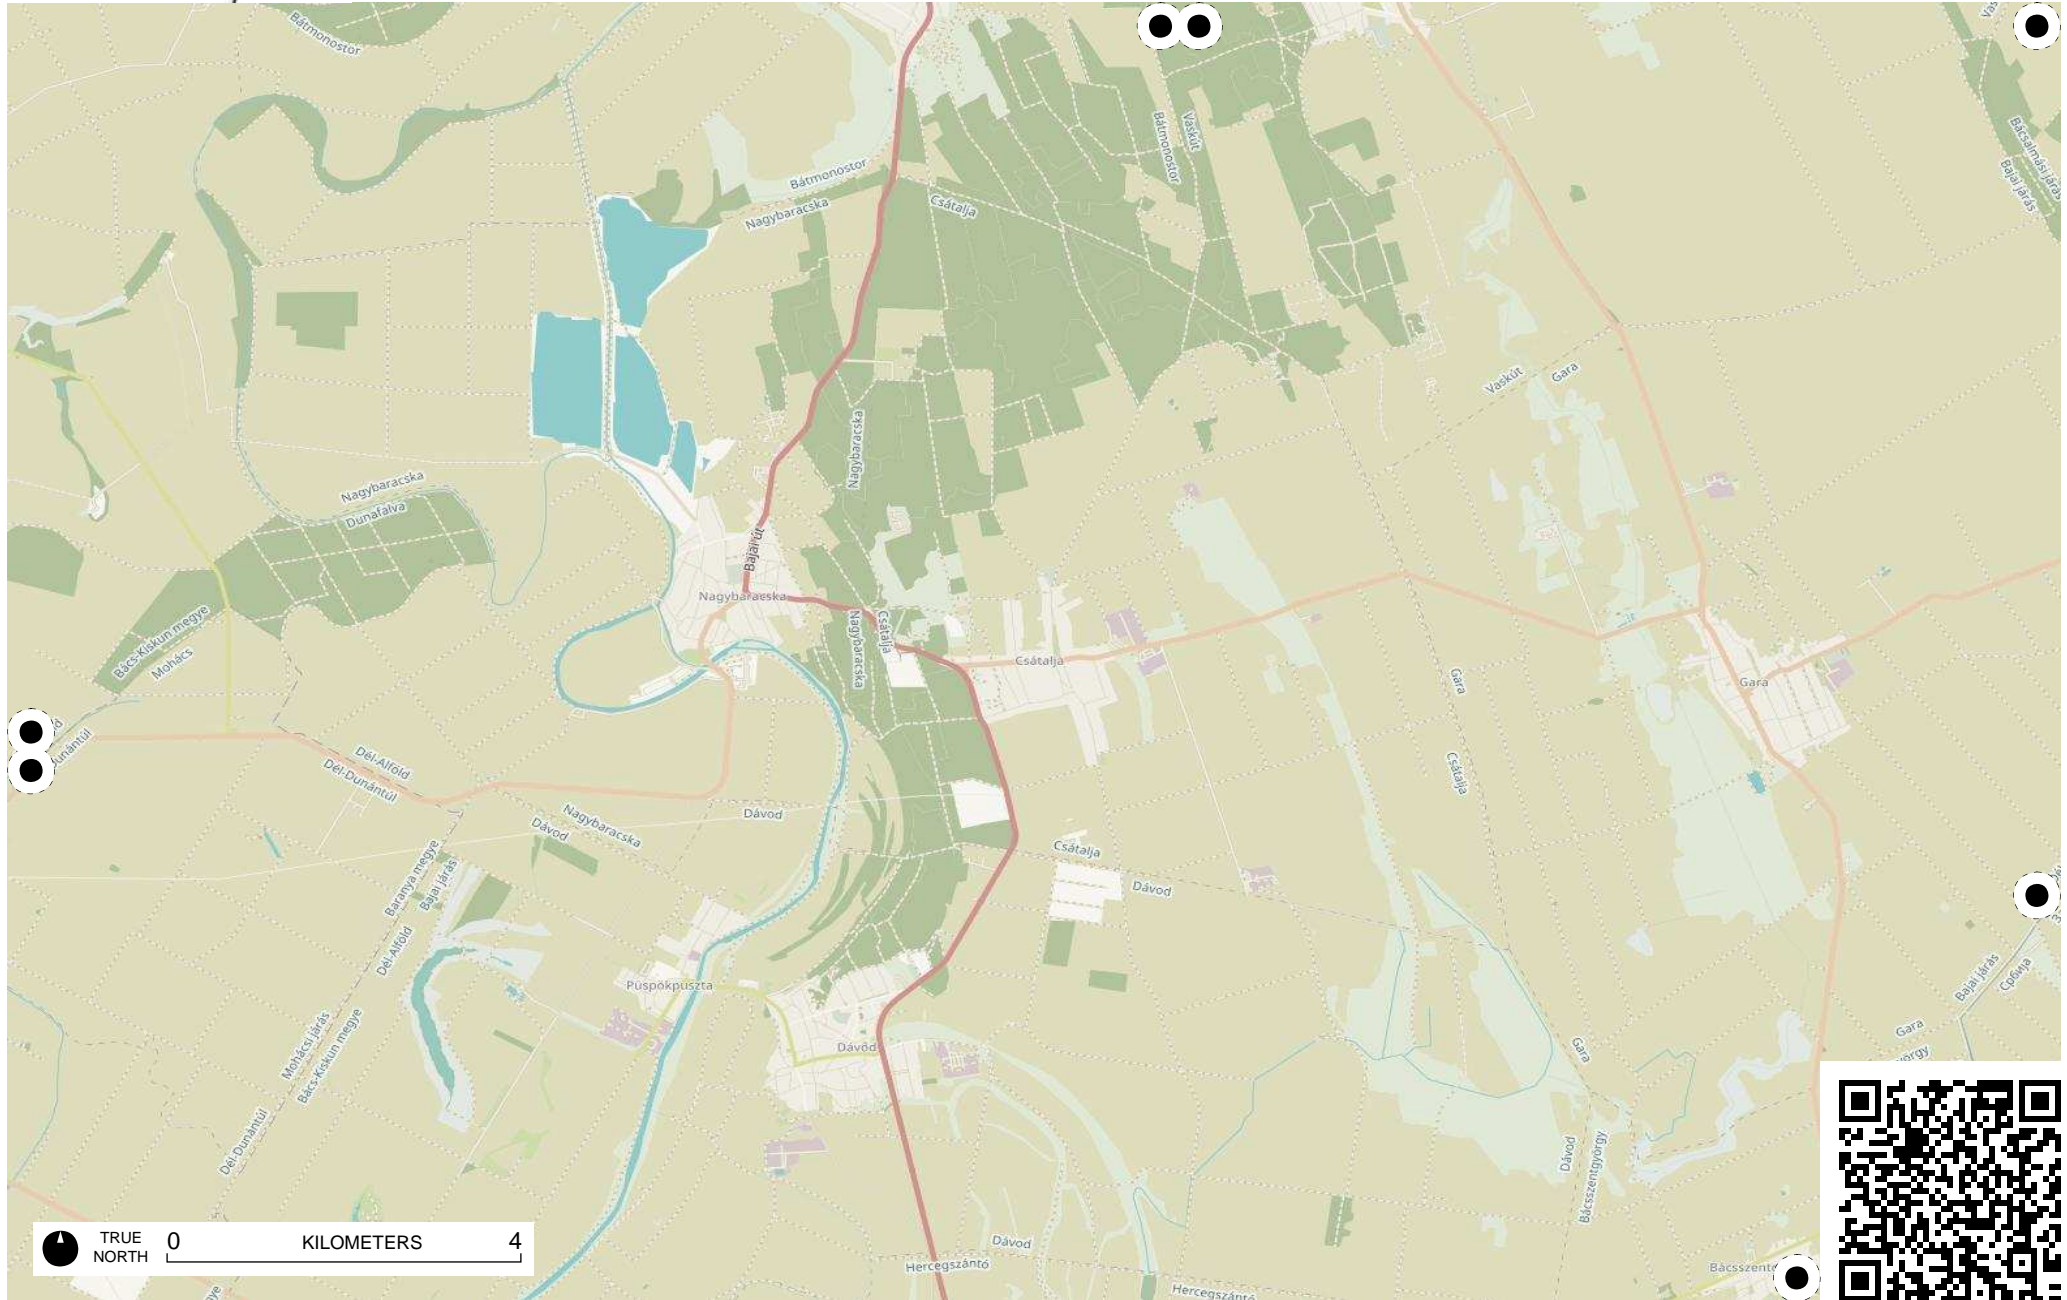 Bátmonostor
Bátmonostor
Vaskút
Bácsalmási járás
Bajai járás
Bátmonostor
Nagybaracska
Csátalja
Vaskút
Gara
Nagybaracska
Nagybaracska
Dunafalva
Bajai út
Nagybaracska
Nagybaracska
Csátalja
Csátalja
Bács-Kiskun megye
Mohács
Gara
Csátalja
Gara
Dél-Alföld
Dél-Dunántúl
Nagybaracska
Dávod
Dávod
Csátalja
Dávod
Baranya megye
Bajai járás
Dél-Alföld
Püspökpuszta
Dávod
Mohácsi járás
Bács-Kiskun megye
Dél-Dunántúl
Bajai járás
Србија
Gara
Gara
Dávod
Bácsszentgyörgy
Dávod
Hercegszántó
Hercegszántó
TRUE
NORTH
0 KILOMETERS 4